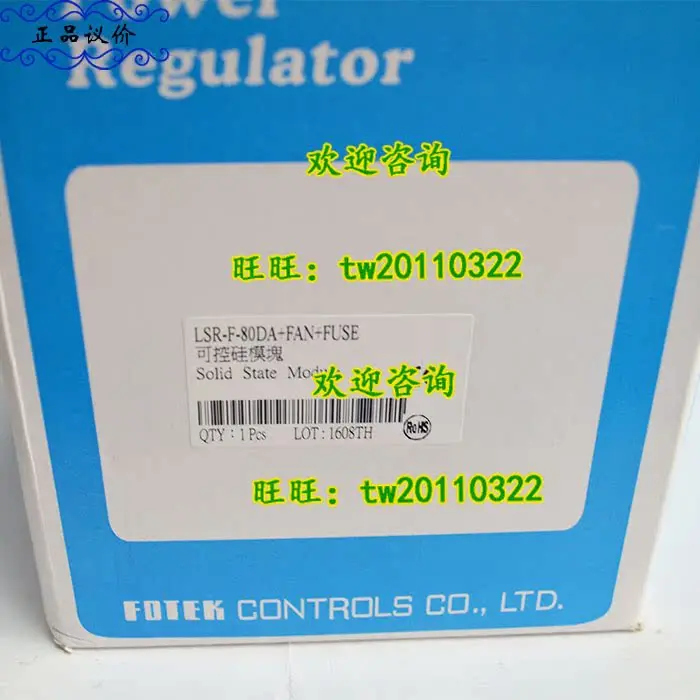 正品议价
Power
Regulator
欢迎咨询
旺旺：tw20110322
LSR-F-80DA+FAN+FUSE
可控硅模塊
Solid State Modu
欢迎咨询
QTY : 1 Pcs LOT : 1608TH RoHS
旺旺：tw20110322
FOTEK CONTROLS CO., LTD.